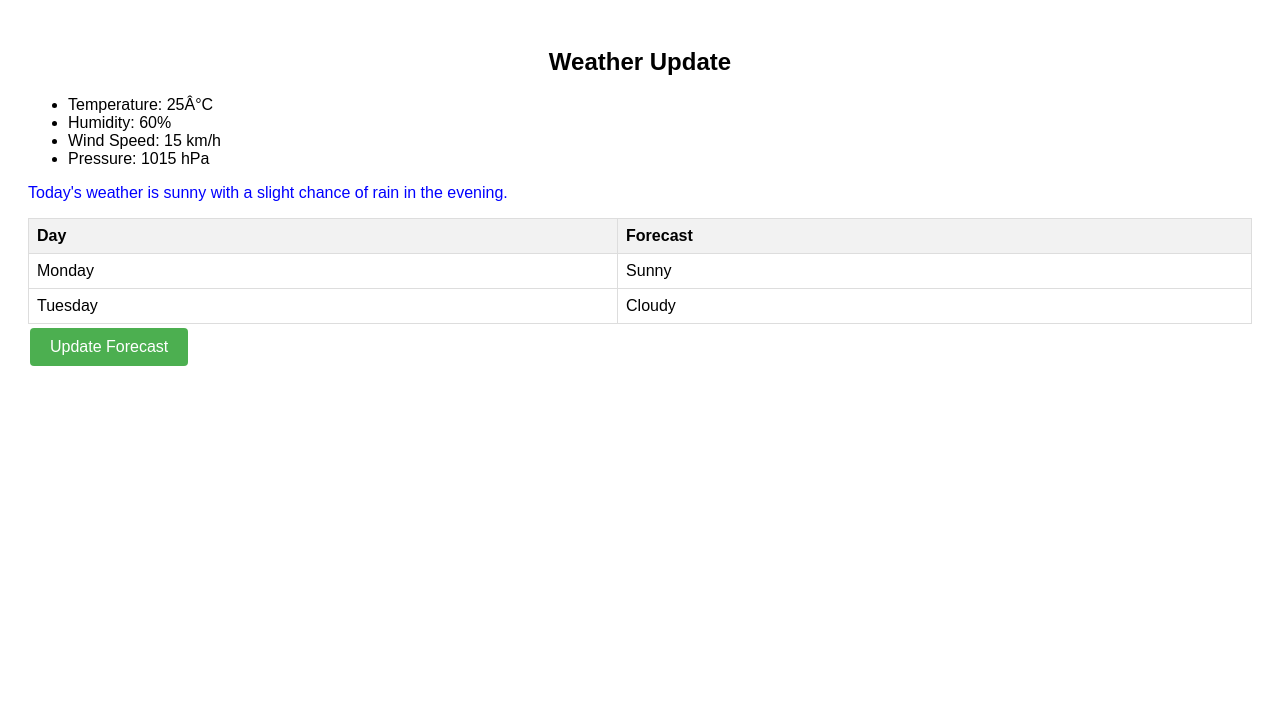 Weather Update
Temperature: 25Â°C
Humidity: 60%
Wind Speed: 15 km/h
Pressure: 1015 hPa
Today's weather is sunny with a slight chance of rain in the evening.
Day Forecast
Monday Sunny
Tuesday Cloudy
Update Forecast